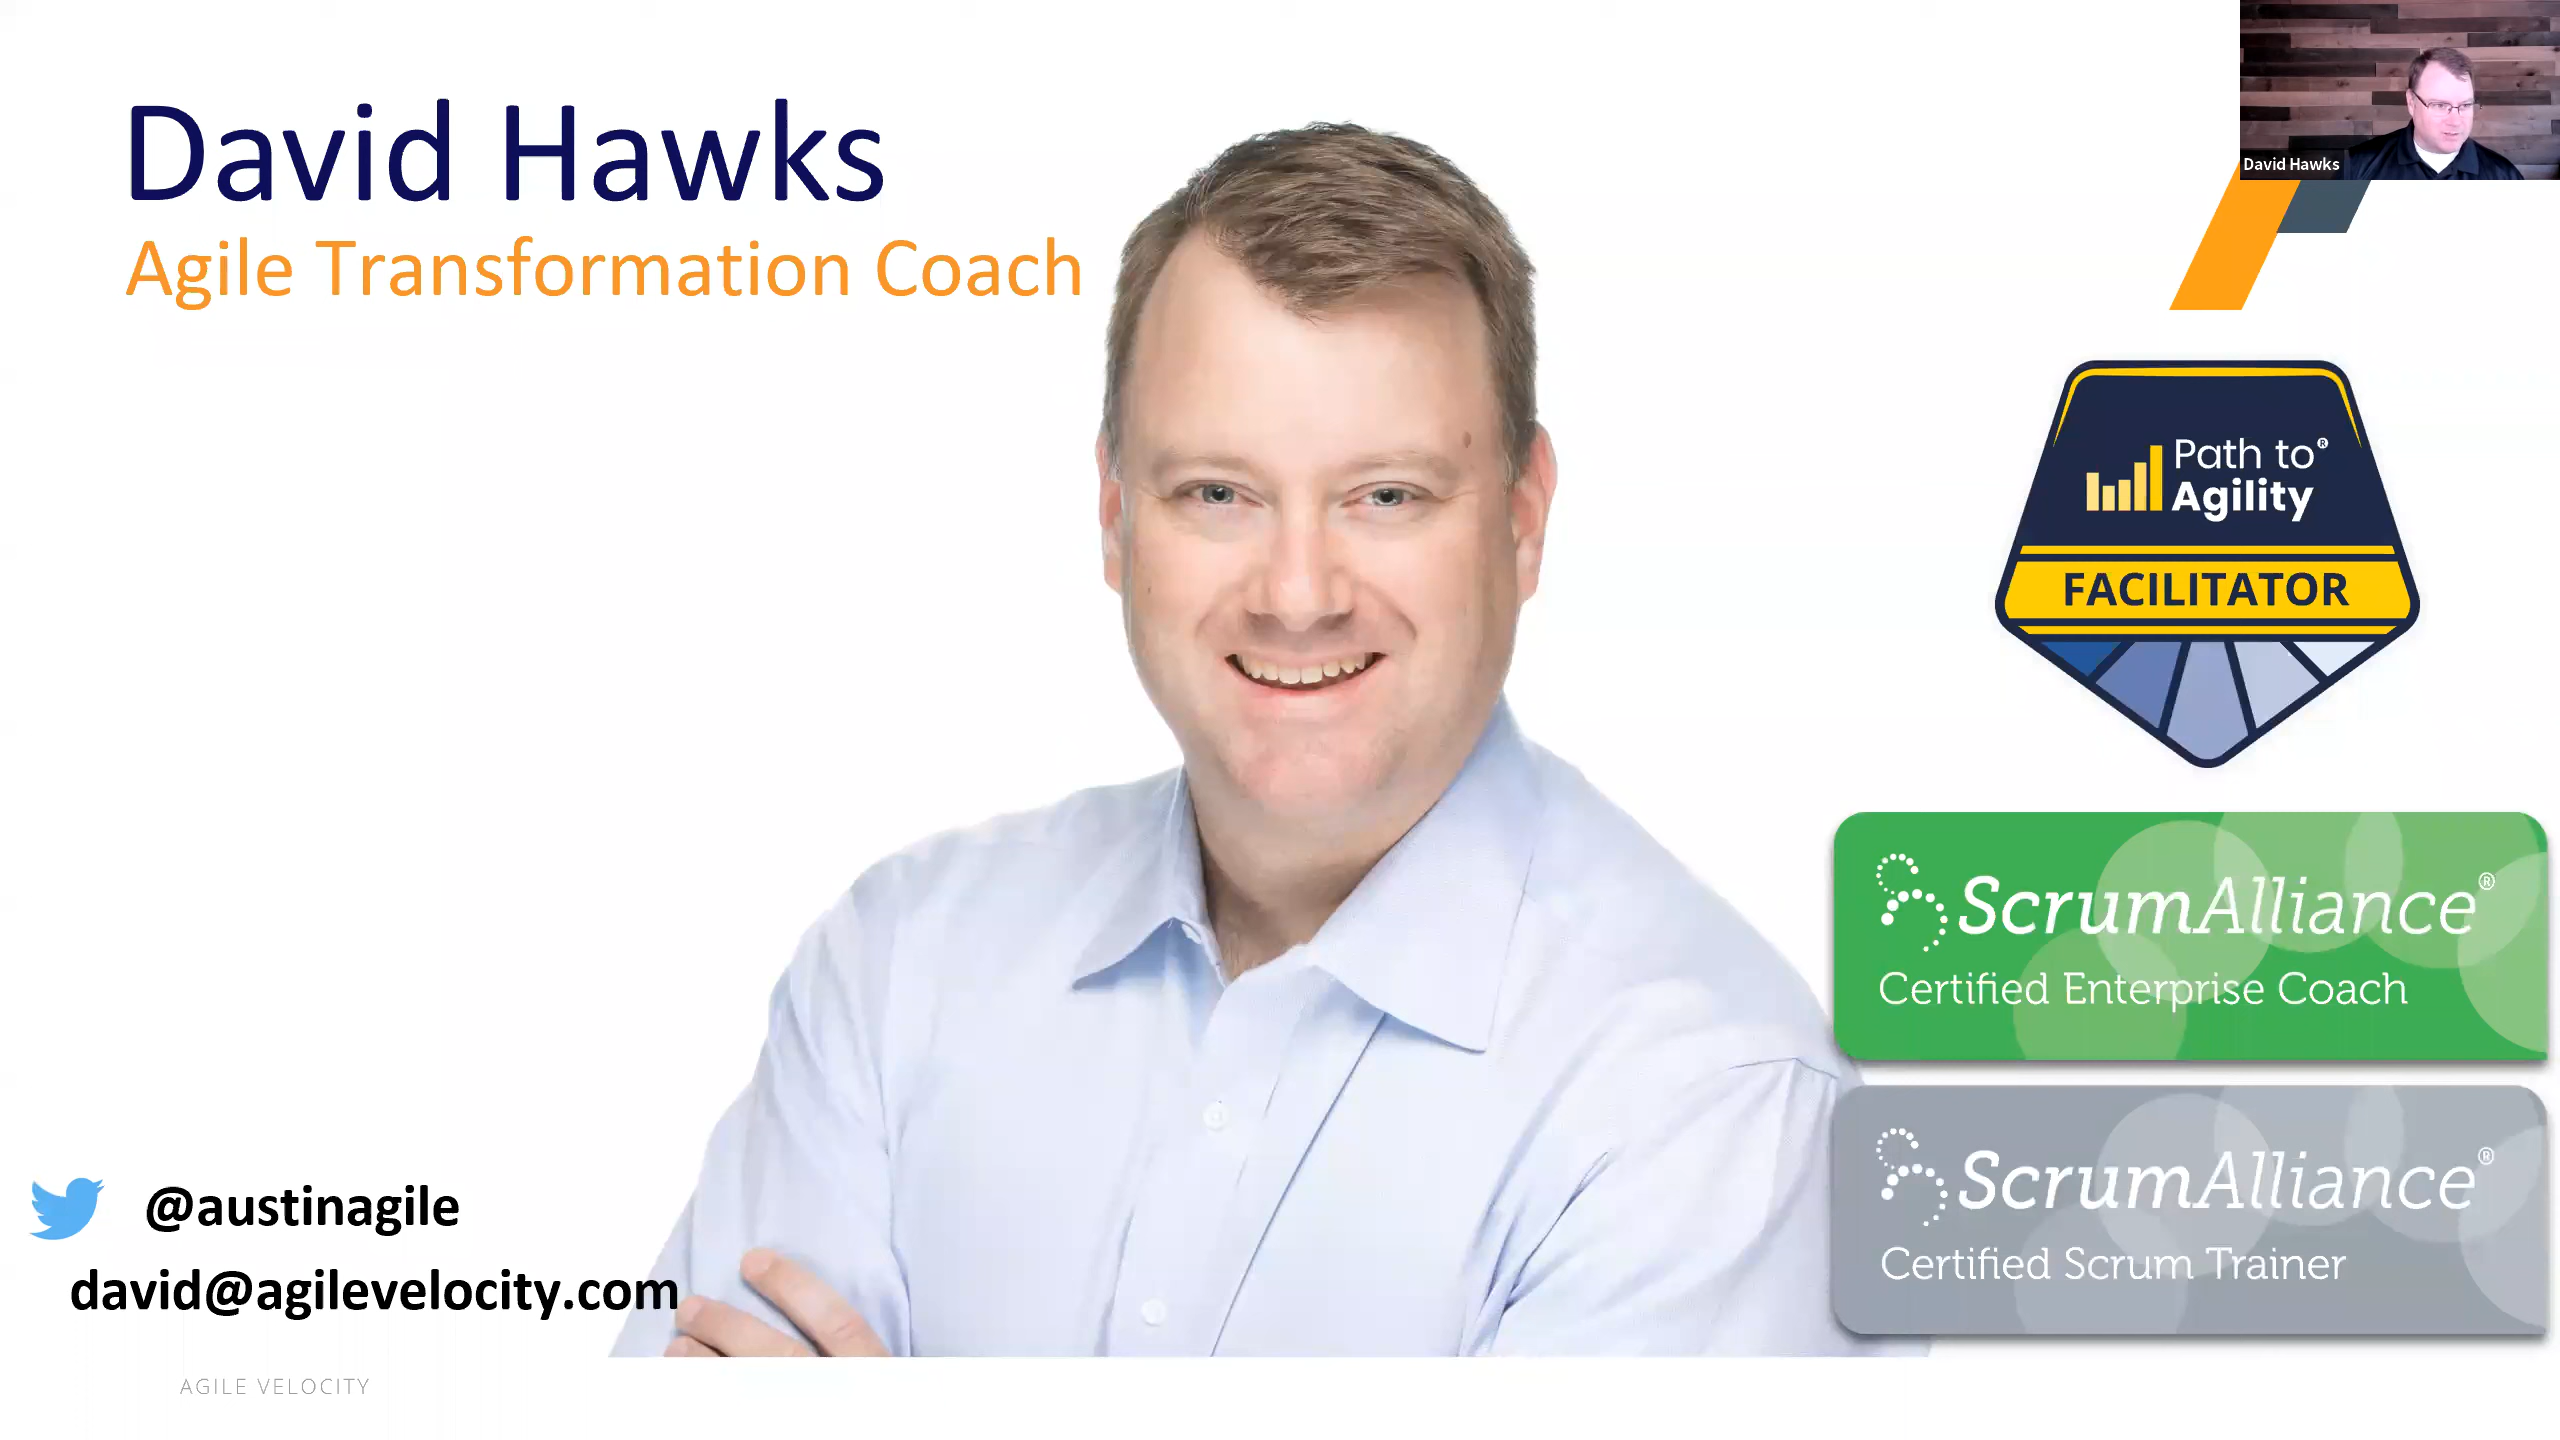 David Hawks
Agile Transformation Coach
David Hawks
Path to®
Agility
FACILITATOR
ScrumAlliance®
Certified Enterprise Coach
ScrumAlliance®
Certified Scrum Trainer
@austinagile
david@agilevelocity.com
AGILE VELOCITY